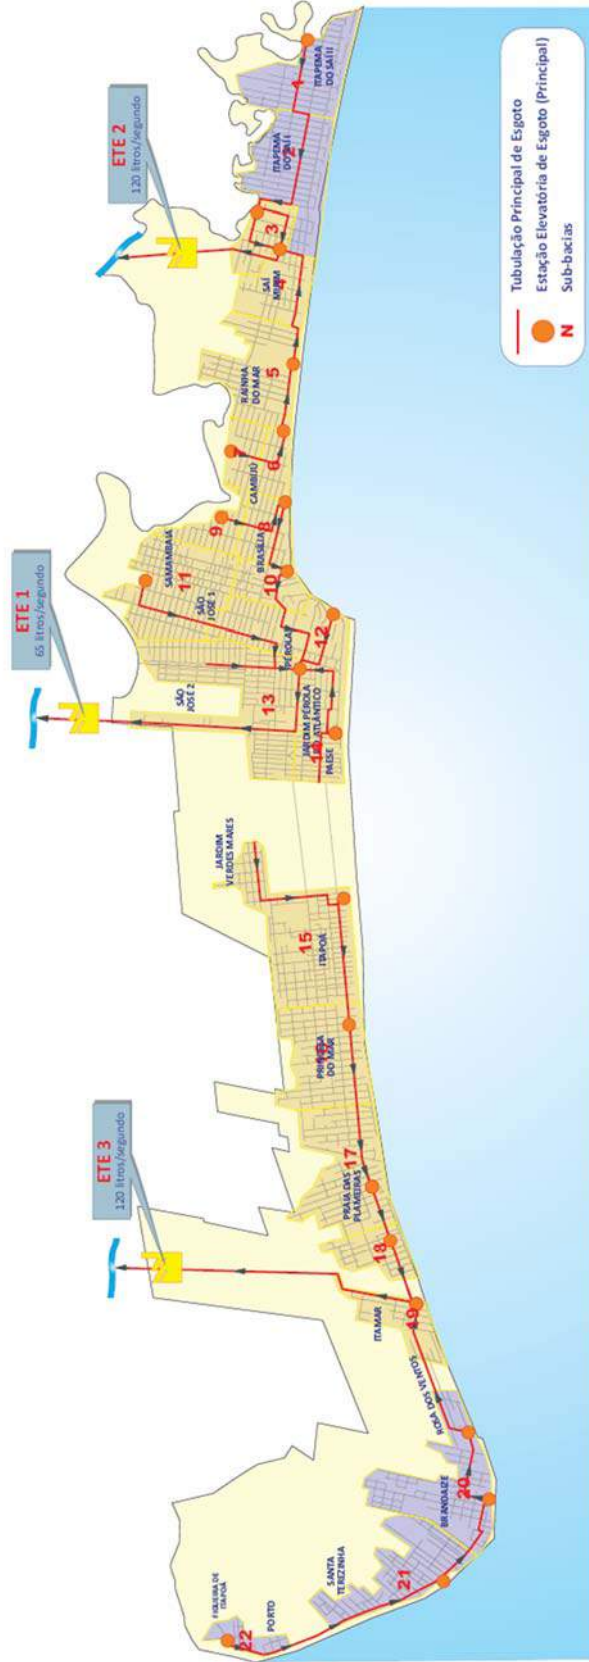 ETE 3
120 litros/segundo
ETE 1
65 litros/segundo
ETE 2
120 litros/segundo
FIGUEIRA DE
ITAPOÁ
22
PORTO
SANTA
TEREZINHA
21
BRANDALIZE
20
ROSA DOS VENTOS
ITAMAR
19
18
PRAIA DAS
PLAMEIRAS
17
PRINCESA
DO MAR
16
ITAPOÁ
15
JARDIM
VERDES MARES
PAESE
JARDIM PÉROLA
ATLÂNTICO
13
SÃO
JOSÉ 2
PÉROLA
12
SÃO
JOSÉ 1
11
SAMAMBAIA
10
BRASÍLIA
9
8
CAMBIJÚ
7
6
RAINHA
DO MAR
5
SAÍ
MIRIM
4
3
ITAPEMA
DO SAÍ I
2
1
ITAPEMA
DO SAÍ II
Tubulação Principal de Esgoto
Estação Elevatória de Esgoto (Principal)
N Sub-bacias